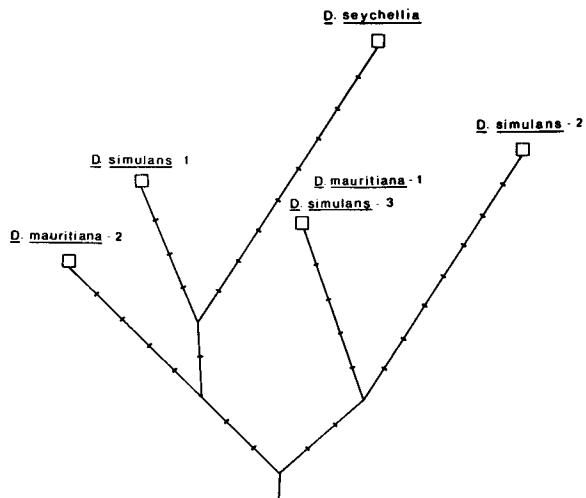 D. seychellia
D. simulans - 2
D. simulans 1
D. mauritiana - 1
D. simulans - 3
D. mauritiana - 2